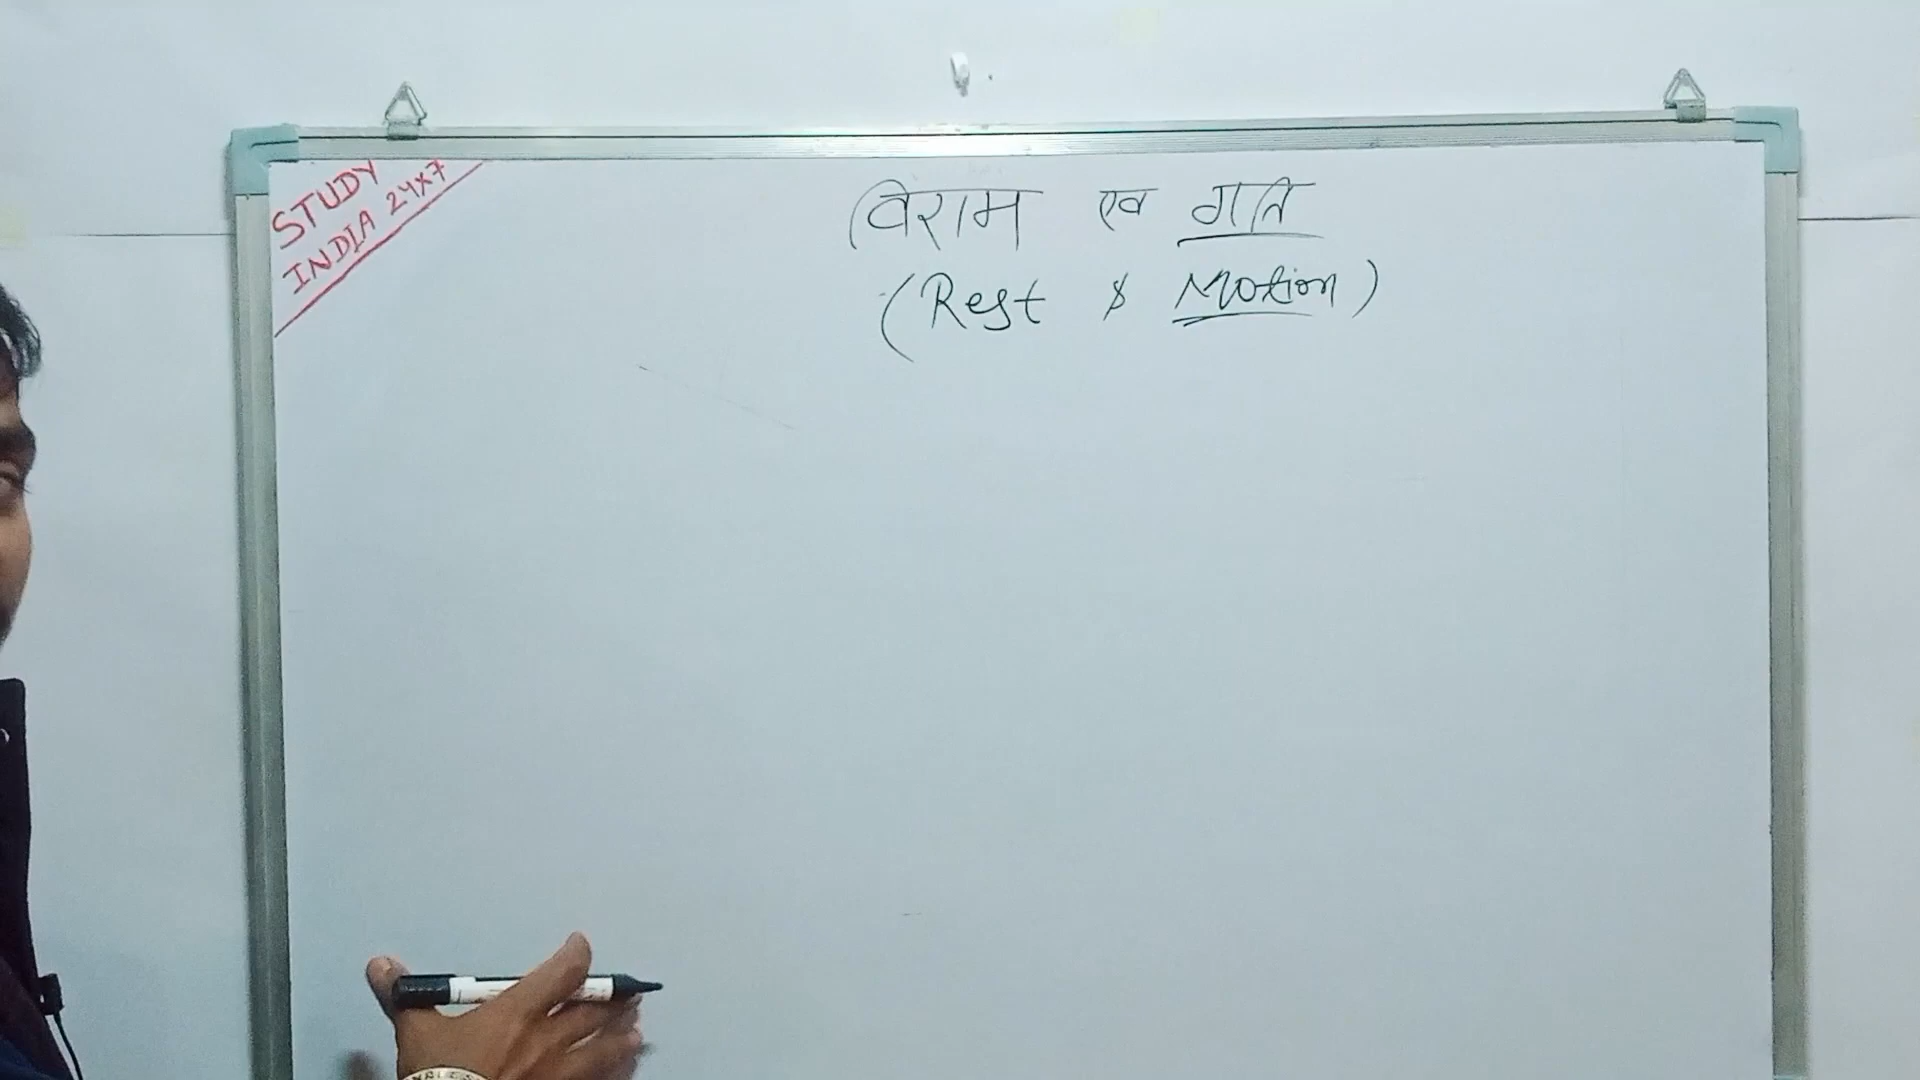 STUDY
INDIA 24x7
विराम एव गति
(Rest & Motion)